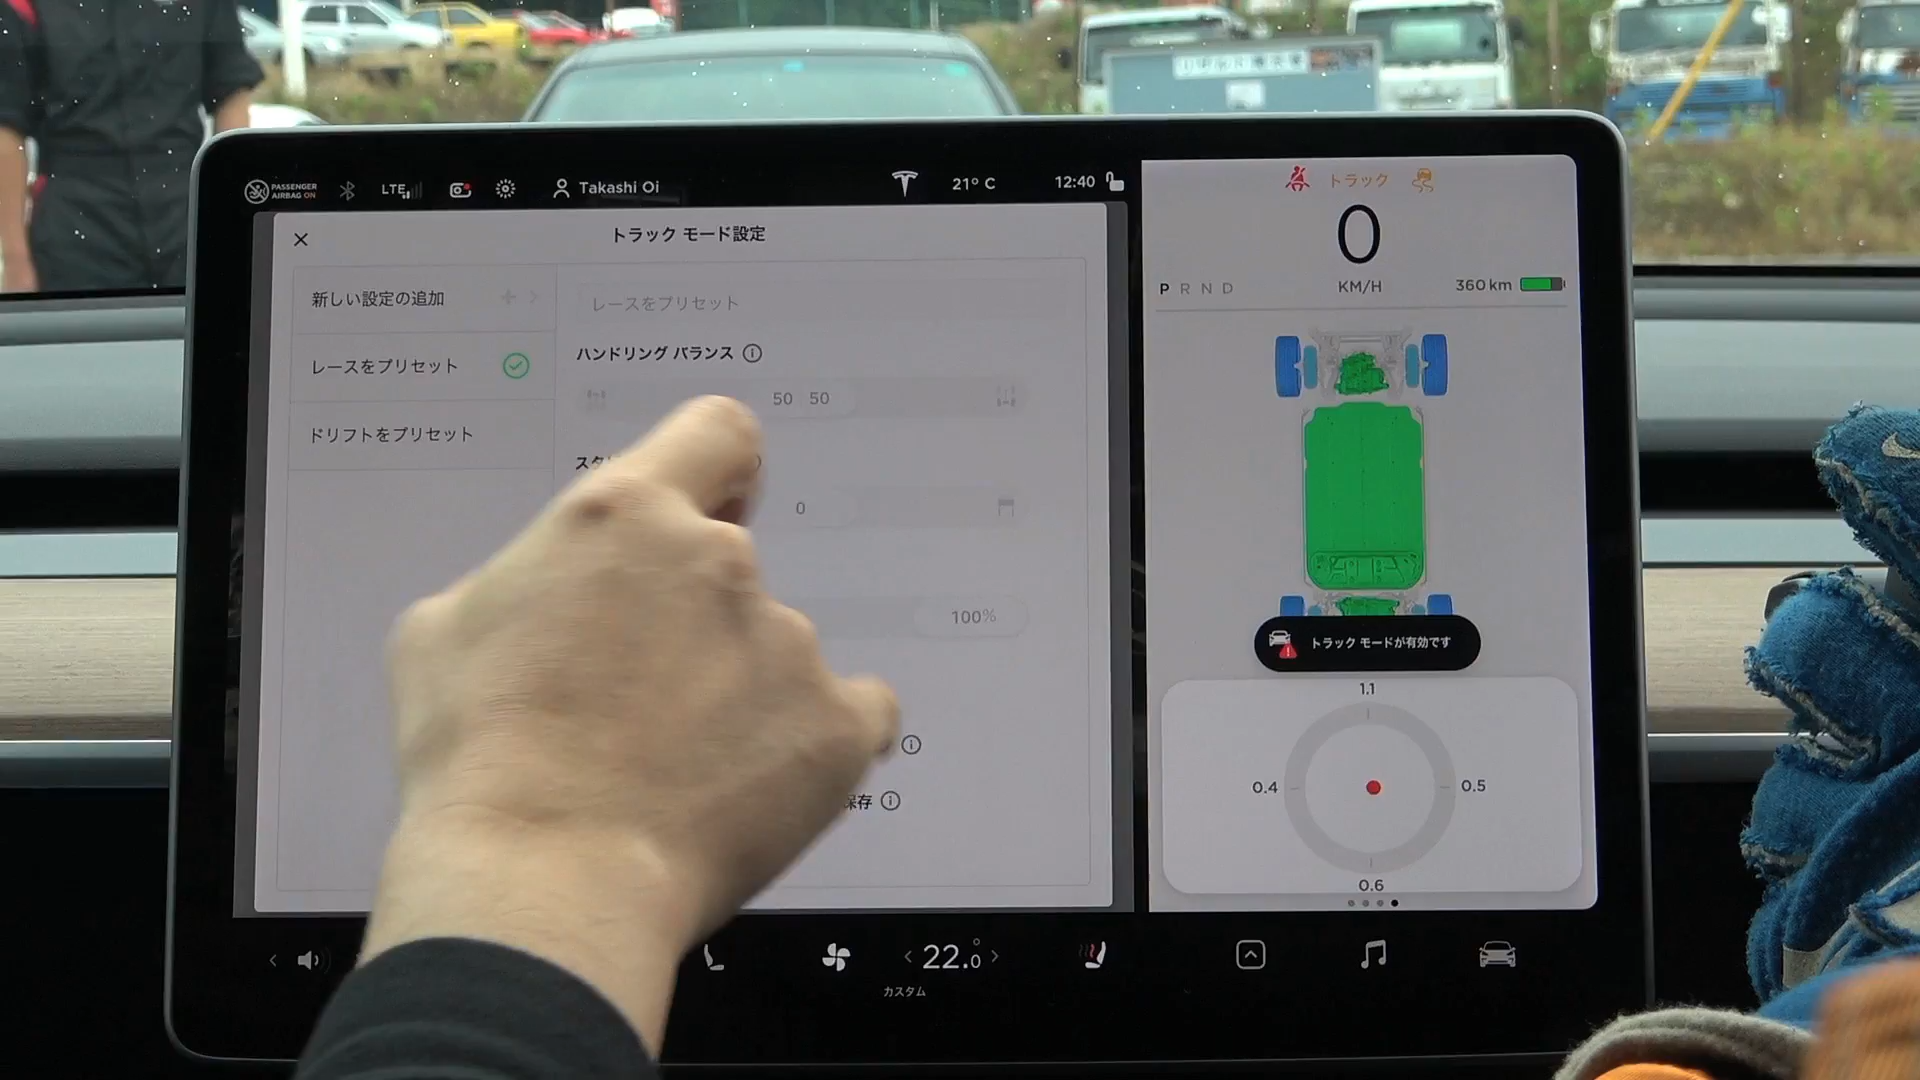 PASSENGER
AIRBAG ON
LTE
Takashi Oi
21° C
12:40
トラック モード設定
新しい設定の追加
レースをプリセット
ドリフトをプリセット
レースをプリセット
ハンドリング バランス
50 50
スタ
0
100%
保存
トラック
0
KM/H
P R N D
360 km
トラック モードが有効です
1.1
0.4
0.5
0.6
22.0
カスタム